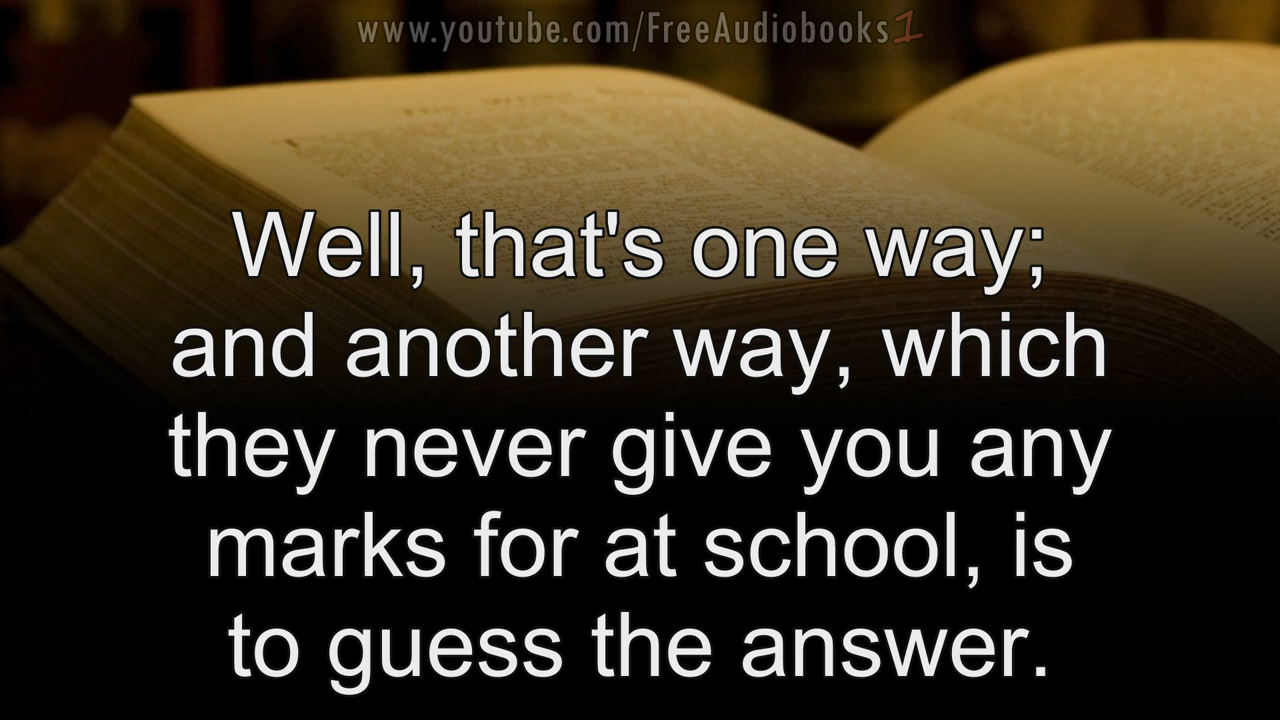 www.youtube.com/FreeAudiobooks1
Well, that's one way;
and another way, which
they never give you any
marks for at school, is
to guess the answer.